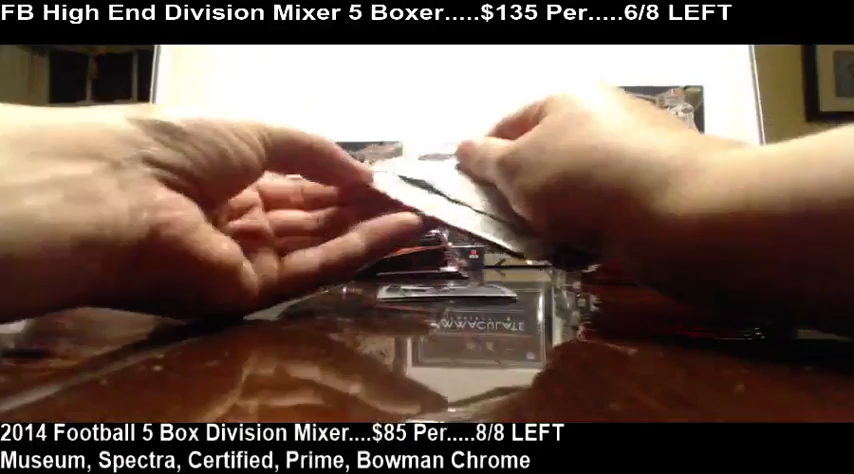 FB High End Division Mixer 5 Boxer.....$135 Per.....6/8 LEFT
IMMACULATE
2014 Football 5 Box Division Mixer....$85 Per.....8/8 LEFT
Museum, Spectra, Certified, Prime, Bowman Chrome